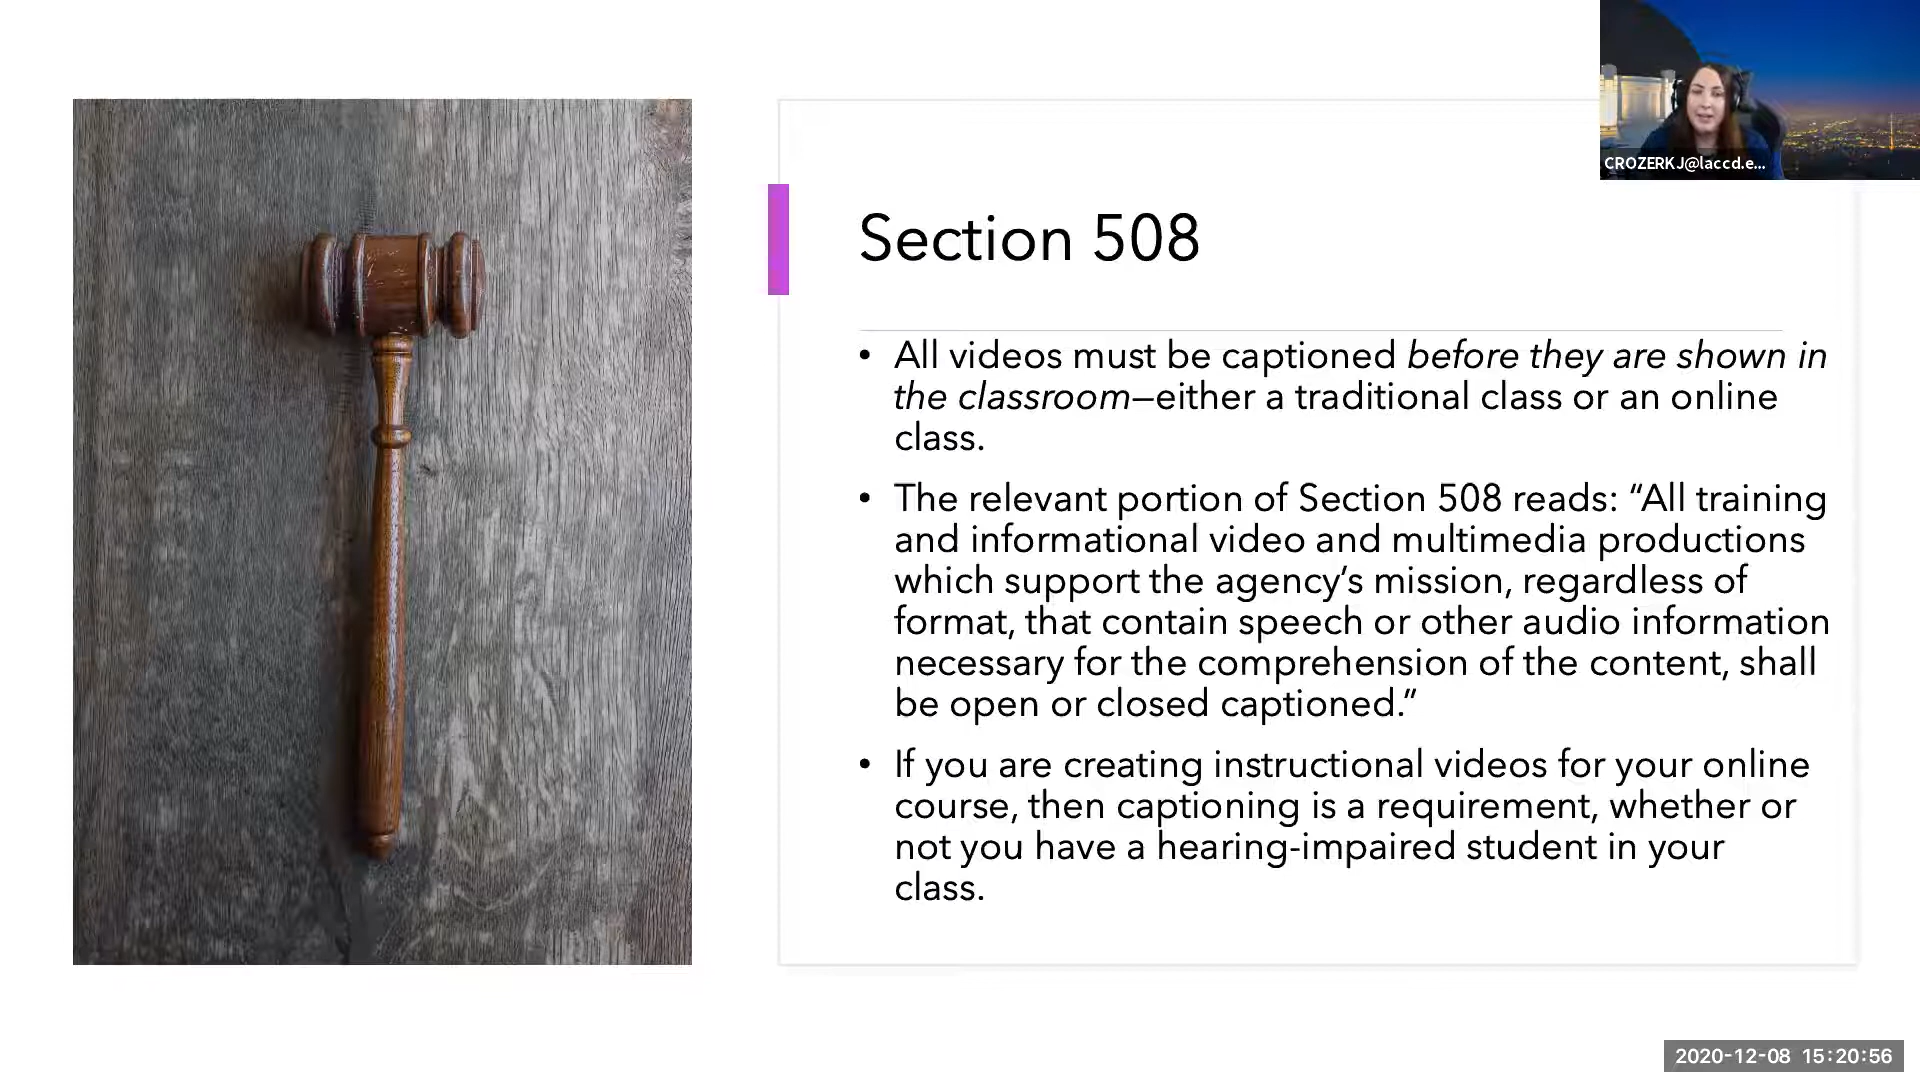 CROZERKJ@laccd.e...
Section 508
• All videos must be captioned before they are shown in
the classroom—either a traditional class or an online
class.
• The relevant portion of Section 508 reads: “All training
and informational video and multimedia productions
which support the agency’s mission, regardless of
format, that contain speech or other audio information
necessary for the comprehension of the content, shall
be open or closed captioned.”
• If you are creating instructional videos for your online
course, then captioning is a requirement, whether or
not you have a hearing-impaired student in your
class.
2020-12-08 15:20:56